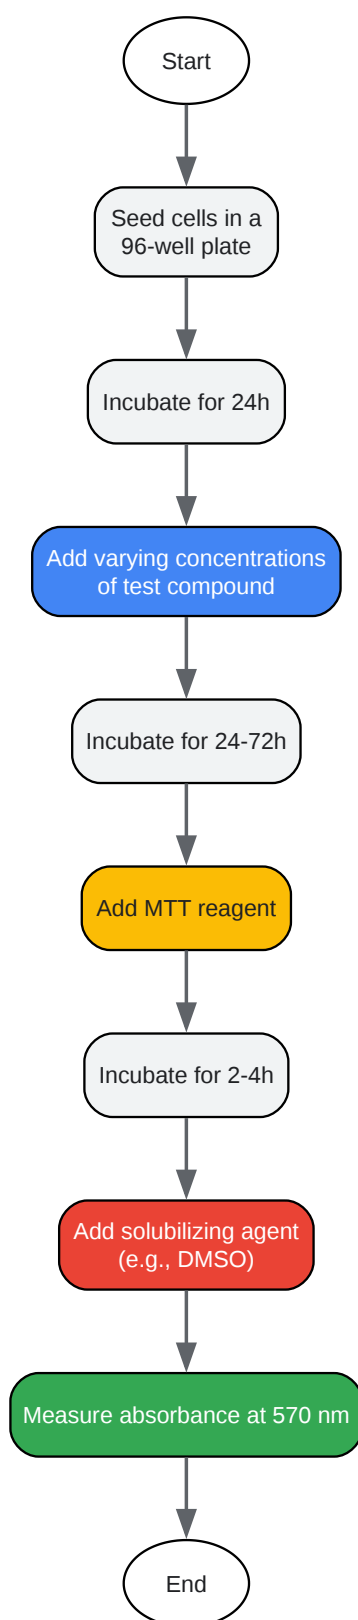 Start
Seed cells in a
96-well plate
Incubate for 24h
Add varying concentrations
of test compound
Incubate for 24-72h
Add MTT reagent
Incubate for 2-4h
Add solubilizing agent
(e.g., DMSO)
Measure absorbance at 570 nm
End